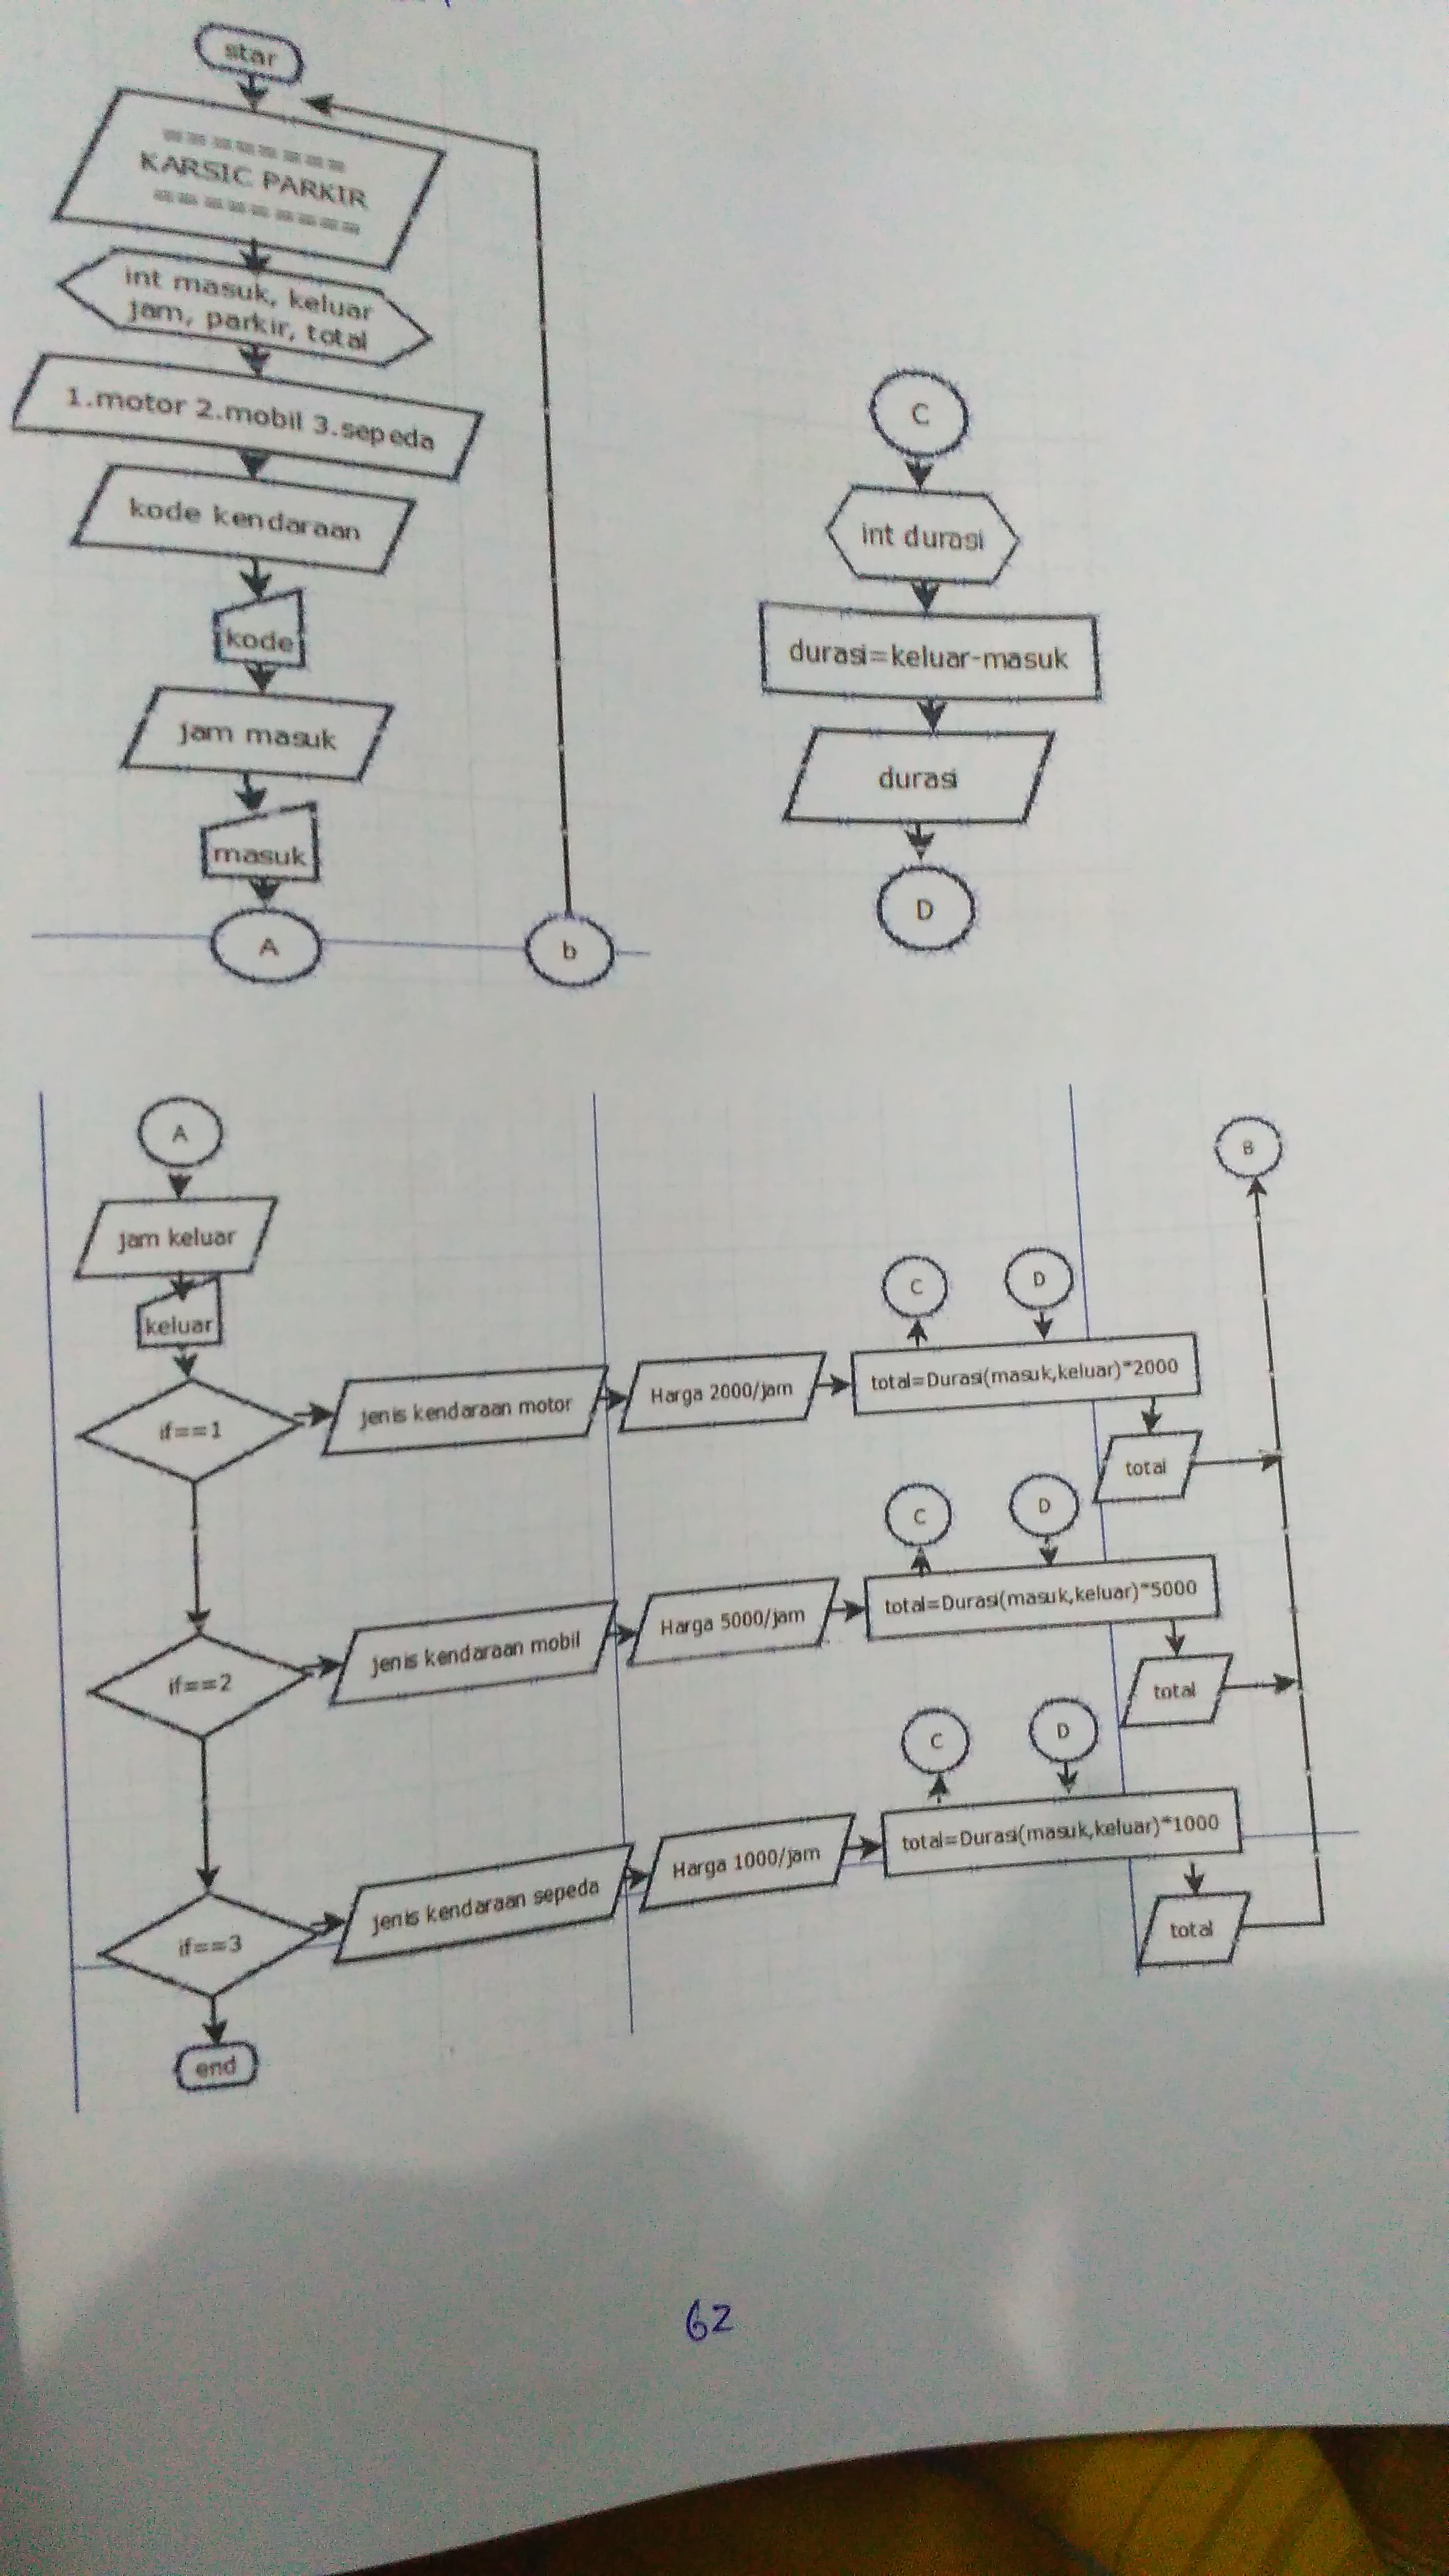 star
=========
KARSIC PARKIR
==========
int masuk, keluar
jam, parkir, total
1.motor 2.mobil 3.sepeda
kode kendaraan
kode
jam masuk
masuk
A
b
C
int durasi
durasi=keluar-masuk
durasi
D
A
jam keluar
keluar
if==1
jenis kendaraan motor
Harga 2000/jam
C
D
total=Durasi(masuk,keluar)*2000
total
B
if==2
jenis kendaraan mobil
Harga 5000/jam
C
D
total=Durasi(masuk,keluar)*5000
total
if==3
jenis kendaraan sepeda
Harga 1000/jam
C
D
total=Durasi(masuk,keluar)*1000
total
end
62